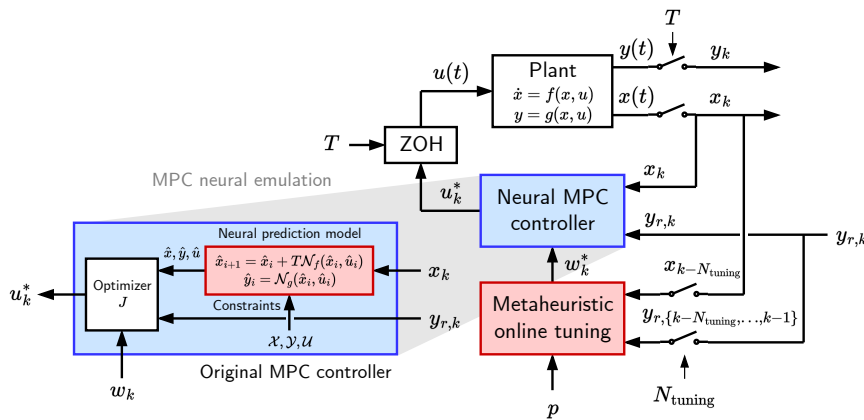 T
y(t)
y_k
u(t)
Plant
ẋ = f(x, u)
y = g(x, u)
x(t)
x_k
T
ZOH
MPC neural emulation
u_k^*
Neural MPC
controller
x_k
y_{r,k}
y_{r,k}
Neural prediction model
x̂, ŷ, û
x̂_{i+1} = x̂_i + T𝒩_f(x̂_i, û_i)
ŷ_i = 𝒩_g(x̂_i, û_i)
x_k
w_k^*
x_{k−N_tuning}
u_k^*
Optimizer
J
Constraints
y_{r,k}
Metaheuristic
online tuning
y_{r,{k−N_tuning,…,k−1}}
𝒳, 𝒴, 𝒰
Original MPC controller
w_k
p
N_tuning